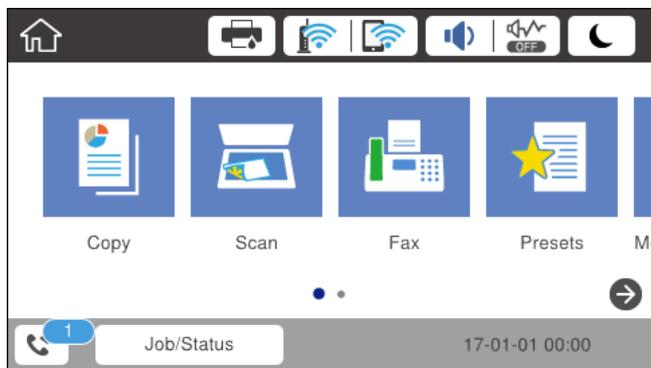 OFF
Copy
Scan
Fax
Presets
M
1
Job/Status
17-01-01 00:00